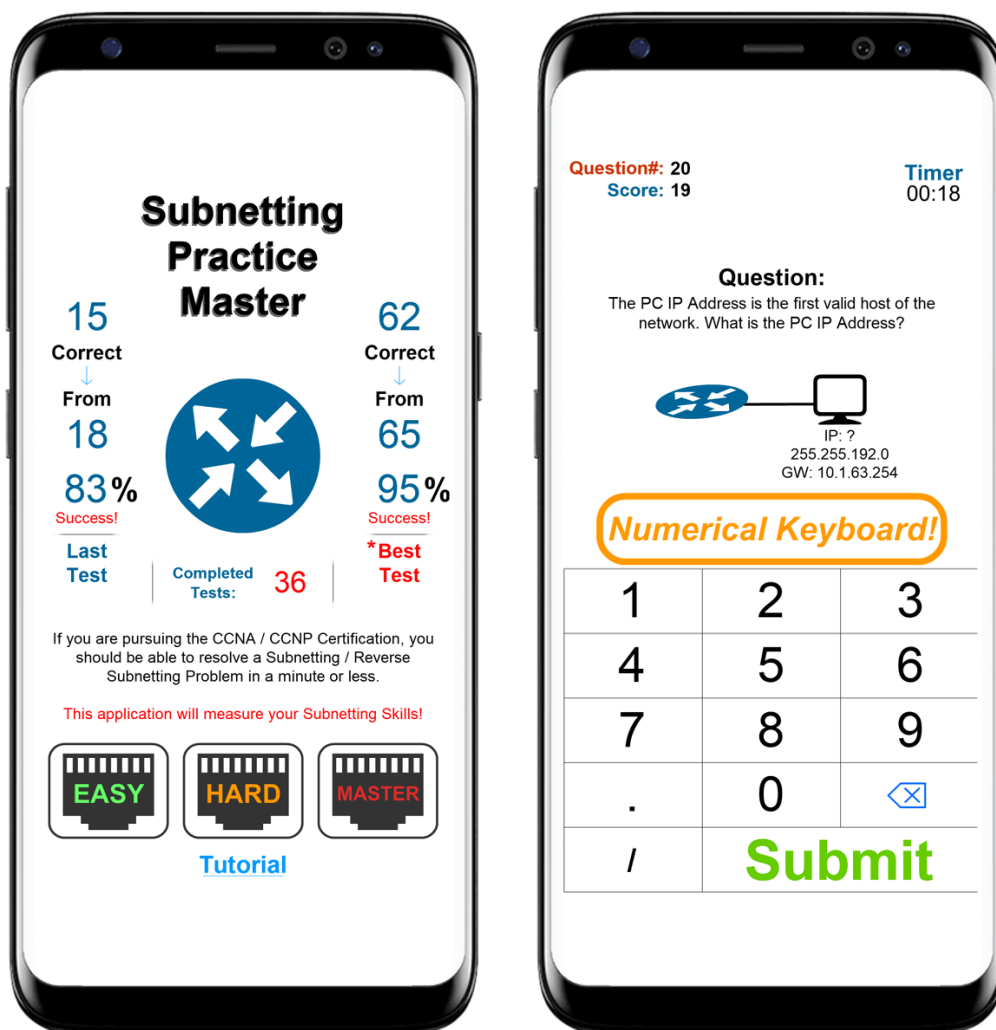 Subnetting
Practice
Master
15
Correct
From
18
83%
Success!
Last
Test
62
Correct
From
65
95%
Success!
*Best
Test
Completed
Tests:
36
If you are pursuing the CCNA / CCNP Certification, you
should be able to resolve a Subnetting / Reverse
Subnetting Problem in a minute or less.
This application will measure your Subnetting Skills!
EASY
HARD
MASTER
Tutorial
Question#: 20
Score: 19
Timer
00:18
Question:
The PC IP Address is the first valid host of the
network. What is the PC IP Address?
IP: ?
255.255.192.0
GW: 10.1.63.254
Numerical Keyboard!
1 2 3
4 5 6
7 8 9
. 0
/ Submit